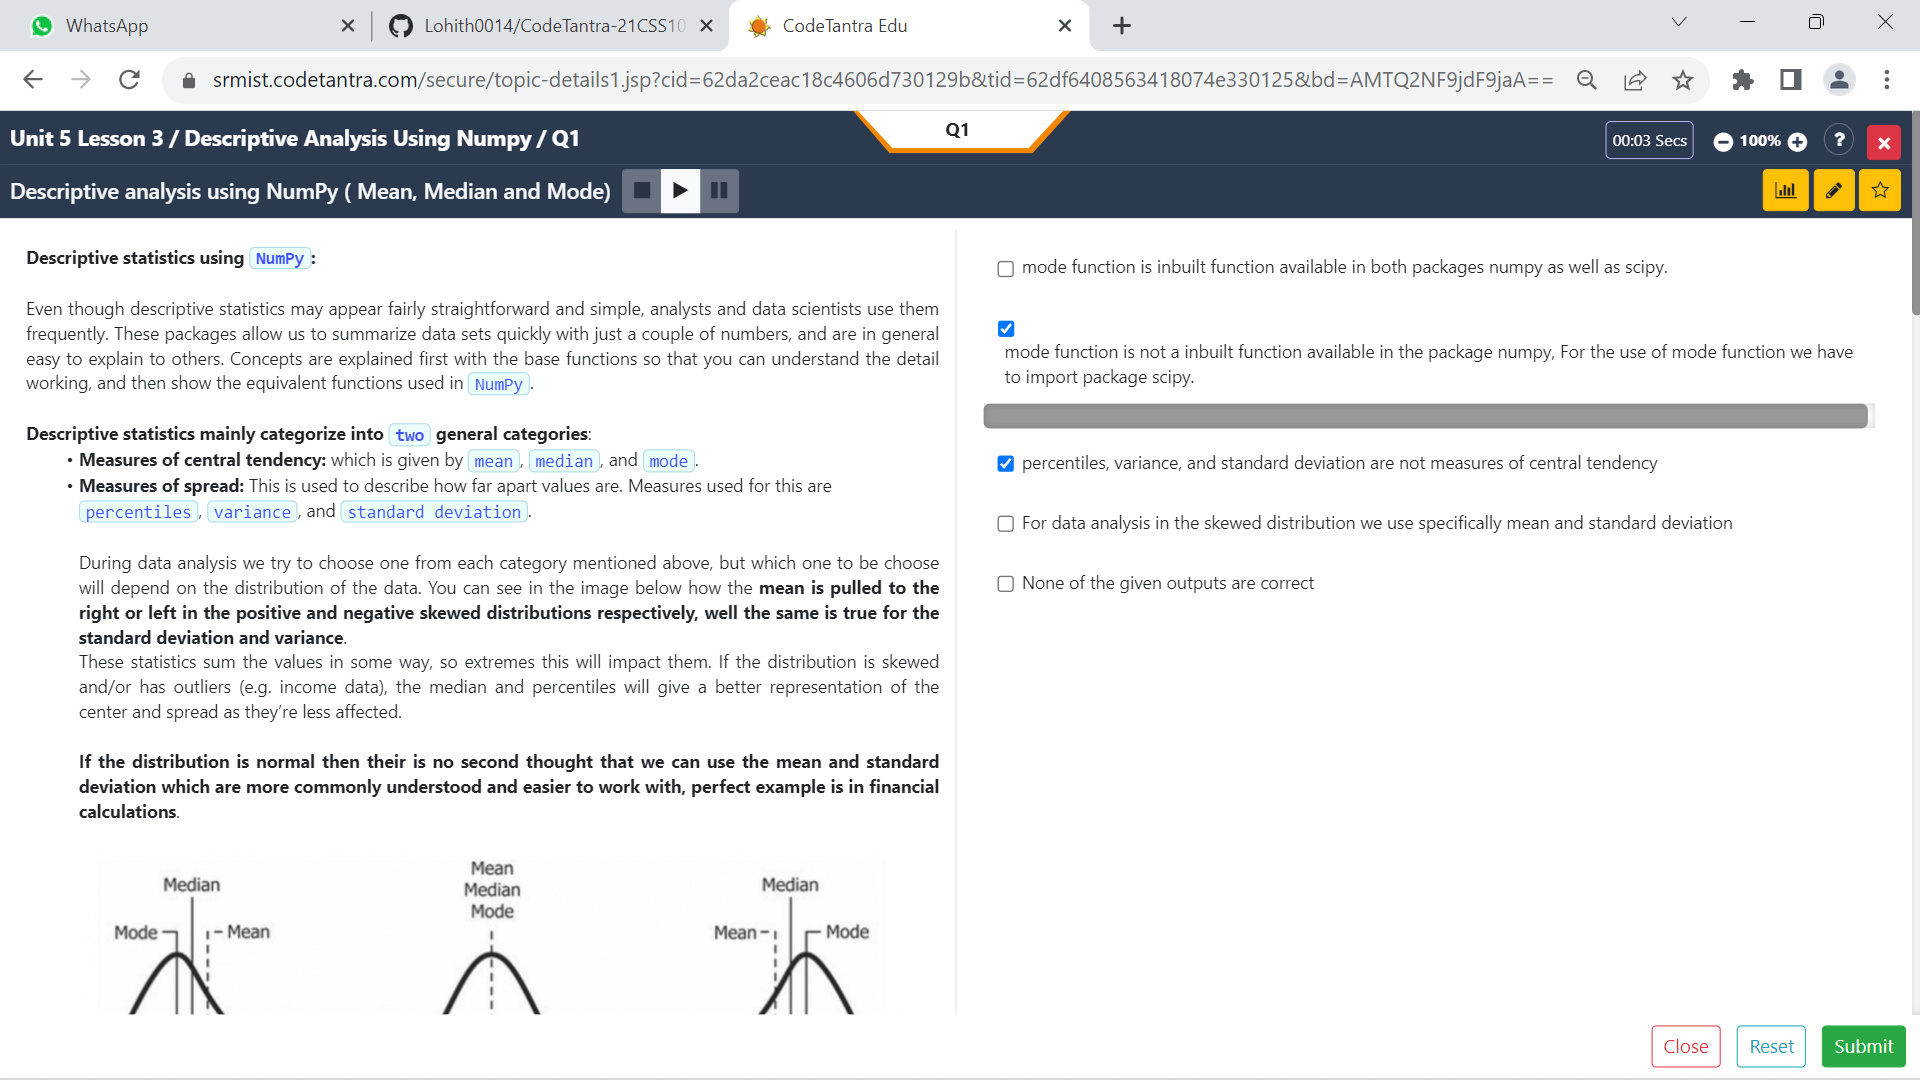 WhatsApp
Lohith0014/CodeTantra-21CSS10
CodeTantra Edu
srmist.codetantra.com/secure/topic-details1.jsp?cid=62da2ceac18c4606d730129b&tid=62df6408563418074e330125&bd=AMTQ2NF9jdF9jaA==
Unit 5 Lesson 3 / Descriptive Analysis Using Numpy / Q1
Q1
00:03 Secs
100%
?
Descriptive analysis using NumPy ( Mean, Median and Mode)
Descriptive statistics using NumPy :
Even though descriptive statistics may appear fairly straightforward and simple, analysts and data scientists use them
frequently. These packages allow us to summarize data sets quickly with just a couple of numbers, and are in general
easy to explain to others. Concepts are explained first with the base functions so that you can understand the detail
working, and then show the equivalent functions used in NumPy .
Descriptive statistics mainly categorize into two general categories:
• Measures of central tendency: which is given by mean , median , and mode .
• Measures of spread: This is used to describe how far apart values are. Measures used for this are
percentiles , variance , and standard deviation .
During data analysis we try to choose one from each category mentioned above, but which one to be choose
will depend on the distribution of the data. You can see in the image below how the mean is pulled to the
right or left in the positive and negative skewed distributions respectively, well the same is true for the
standard deviation and variance.
These statistics sum the values in some way, so extremes this will impact them. If the distribution is skewed
and/or has outliers (e.g. income data), the median and percentiles will give a better representation of the
center and spread as they're less affected.
If the distribution is normal then their is no second thought that we can use the mean and standard
deviation which are more commonly understood and easier to work with, perfect example is in financial
calculations.
Median
Mode
Mean
Mean
Median
Mode
Median
Mean
Mode
mode function is inbuilt function available in both packages numpy as well as scipy.
mode function is not a inbuilt function available in the package numpy, For the use of mode function we have
to import package scipy.
percentiles, variance, and standard deviation are not measures of central tendency
For data analysis in the skewed distribution we use specifically mean and standard deviation
None of the given outputs are correct
Close
Reset
Submit